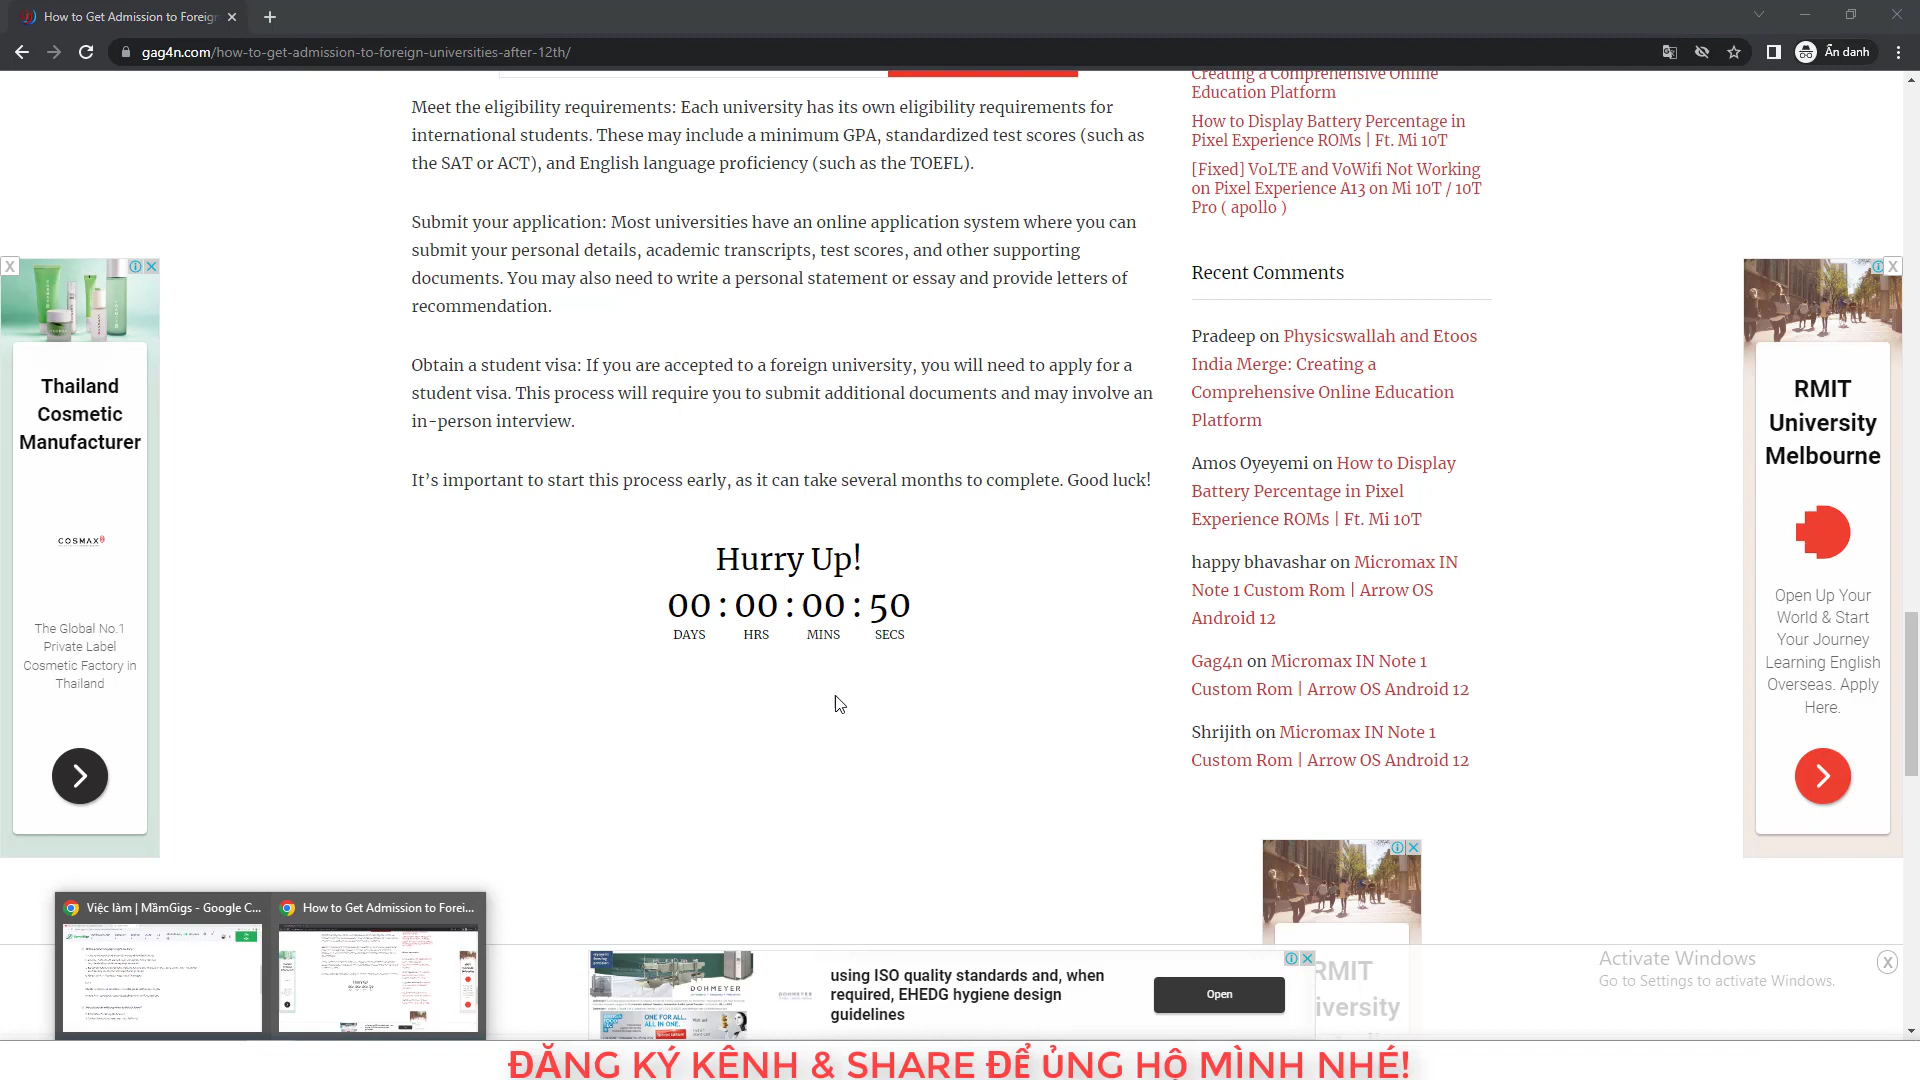 How to Get Admission to Foreig
gag4n.com/how-to-get-admission-to-foreign-universities-after-12th/
Ẩn danh
Meet the eligibility requirements: Each university has its own eligibility requirements for
international students. These may include a minimum GPA, standardized test scores (such as
the SAT or ACT), and English language proficiency (such as the TOEFL).
Submit your application: Most universities have an online application system where you can
submit your personal details, academic transcripts, test scores, and other supporting
documents. You may also need to write a personal statement or essay and provide letters of
recommendation.
Obtain a student visa: If you are accepted to a foreign university, you will need to apply for a
student visa. This process will require you to submit additional documents and may involve an
in-person interview.
It’s important to start this process early, as it can take several months to complete. Good luck!
Hurry Up!
00 : 00 : 00 : 50
DAYS HRS MINS SECS
Creating a Comprehensive Online
Education Platform
How to Display Battery Percentage in
Pixel Experience ROMs | Ft. Mi 10T
[Fixed] VoLTE and VoWifi Not Working
on Pixel Experience A13 on Mi 10T / 10T
Pro ( apollo )
Recent Comments
Pradeep on Physicswallah and Etoos
India Merge: Creating a
Comprehensive Online Education
Platform
Amos Oyeyemi on How to Display
Battery Percentage in Pixel
Experience ROMs | Ft. Mi 10T
happy bhavashar on Micromax IN
Note 1 Custom Rom | Arrow OS
Android 12
Gag4n on Micromax IN Note 1
Custom Rom | Arrow OS Android 12
Shrijith on Micromax IN Note 1
Custom Rom | Arrow OS Android 12
X
Thailand
Cosmetic
Manufacturer
COSMAX
The Global No.1
Private Label
Cosmetic Factory in
Thailand
X
RMIT
University
Melbourne
Open Up Your
World & Start
Your Journey
Learning English
Overseas. Apply
Here.
Việc làm | MầmGigs - Google C...
How to Get Admission to Forei...
DOHMEYER
ONE FOR ALL.
ALL IN ONE.
using ISO quality standards and, when
required, EHEDG hygiene design
guidelines
Open
RMIT
iversity
Activate Windows
Go to Settings to activate Windows.
X
ĐĂNG KÝ KÊNH & SHARE ĐỂ ỦNG HỘ MÌNH NHÉ!